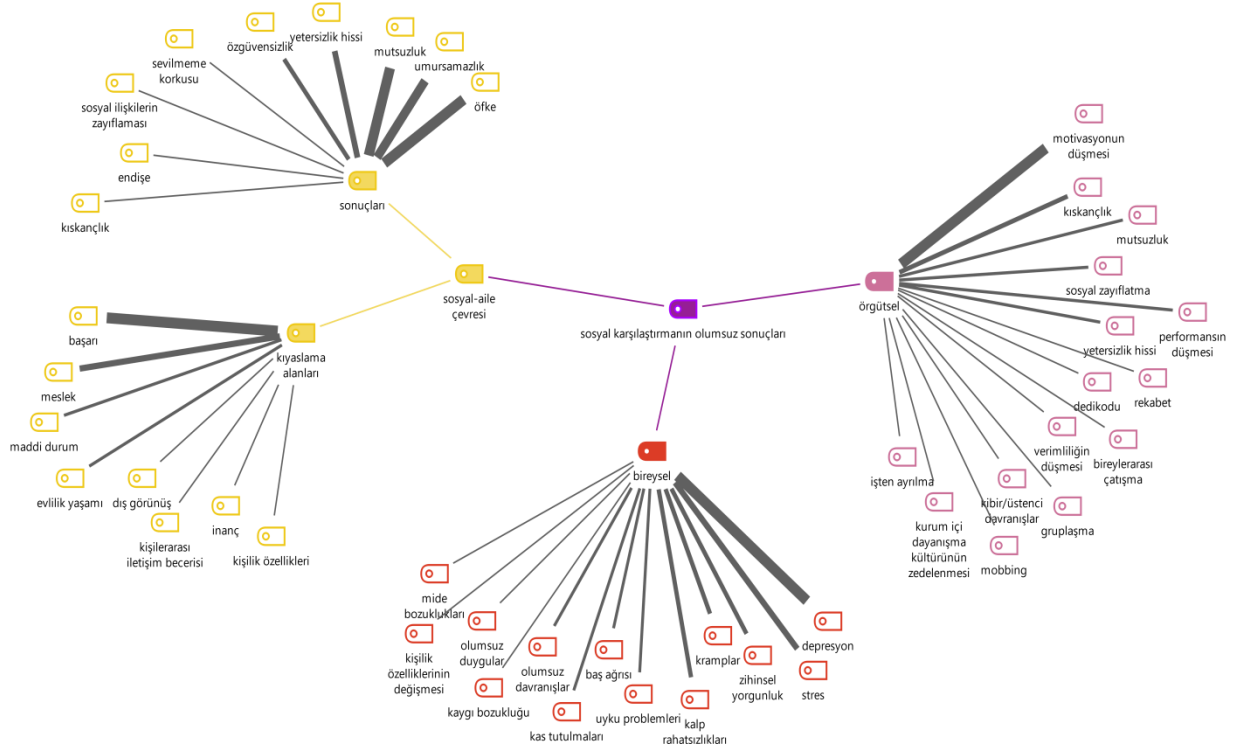 yetersizlik hissi
özgüvensizlik
mutsuzluk
umursamazlık
sevilmeme
korkusu
öfke
sosyal ilişkilerin
zayıflaması
endişe
kıskançlık
sonuçları
sosyal-aile
çevresi
kıyaslama
alanları
başarı
meslek
maddi durum
evlilik yaşamı
dış görünüş
kişilerarası
iletişim becerisi
inanç
kişilik özellikleri
sosyal karşılaştırmanın olumsuz sonuçları
örgütsel
motivasyonun
düşmesi
kıskançlık
mutsuzluk
sosyal zayıflatma
performansın
düşmesi
yetersizlik hissi
rekabet
dedikodu
bireylerarası
çatışma
verimliliğin
düşmesi
gruplaşma
kibir/üstenci
davranışlar
mobbing
kurum içi
dayanışma
kültürünün
zedelenmesi
işten ayrılma
bireysel
mide
bozuklukları
kişilik
özelliklerinin
değişmesi
olumsuz
duygular
kaygı bozukluğu
olumsuz
davranışlar
kas tutulmaları
baş ağrısı
uyku problemleri
kalp
rahatsızlıkları
kramplar
zihinsel
yorgunluk
stres
depresyon